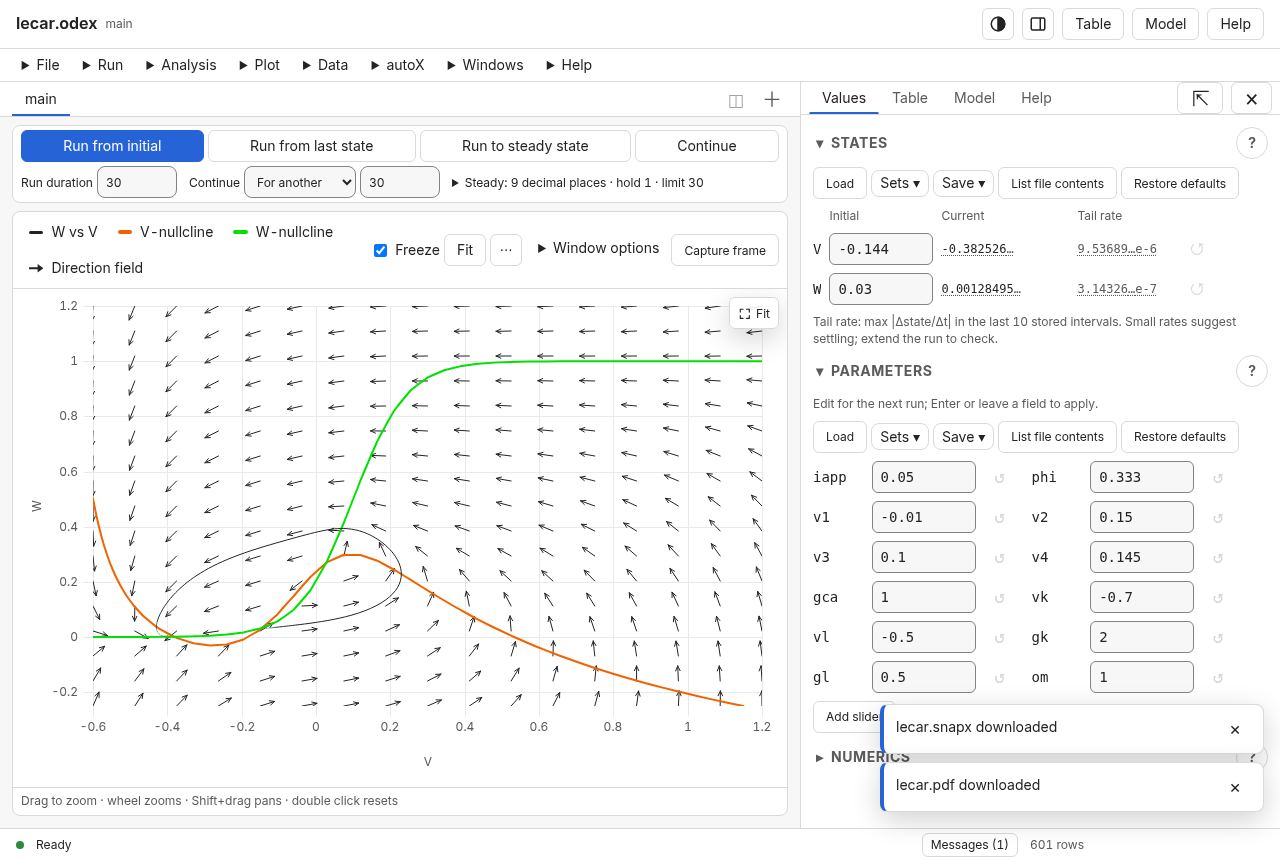 lecar.odex main Table Model Help
File Run Analysis Plot Data autoX Windows Help
main
Run from initial Run from last state Run to steady state Continue
Run duration 30 Continue For another 30 Steady: 9 decimal places · hold 1 · limit 30
W vs V V-nullcline W-nullcline
Direction field
Freeze Fit ··· Window options Capture frame
Fit
1.2
1
0.8
0.6
0.4
0.2
0
-0.2
W
-0.6 -0.4 -0.2 0 0.2 0.4 0.6 0.8 1 1.2
V
Drag to zoom · wheel zooms · Shift+drag pans · double click resets
Values Table Model Help
STATES ?
Load Sets Save List file contents Restore defaults
Initial Current Tail rate
V -0.144 -0.382526… 9.53689…e-6
W 0.03 0.00128495… 3.14326…e-7
Tail rate: max |Δstate/Δt| in the last 10 stored intervals. Small rates suggest
settling; extend the run to check.
PARAMETERS ?
Edit for the next run; Enter or leave a field to apply.
Load Sets Save List file contents Restore defaults
iapp 0.05 phi 0.333
v1 -0.01 v2 0.15
v3 0.1 v4 0.145
gca 1 vk -0.7
vl -0.5 gk 2
gl 0.5 om 1
Add slider
lecar.snapx downloaded ×
NUMERICS ?
lecar.pdf downloaded ×
Ready Messages (1) 601 rows